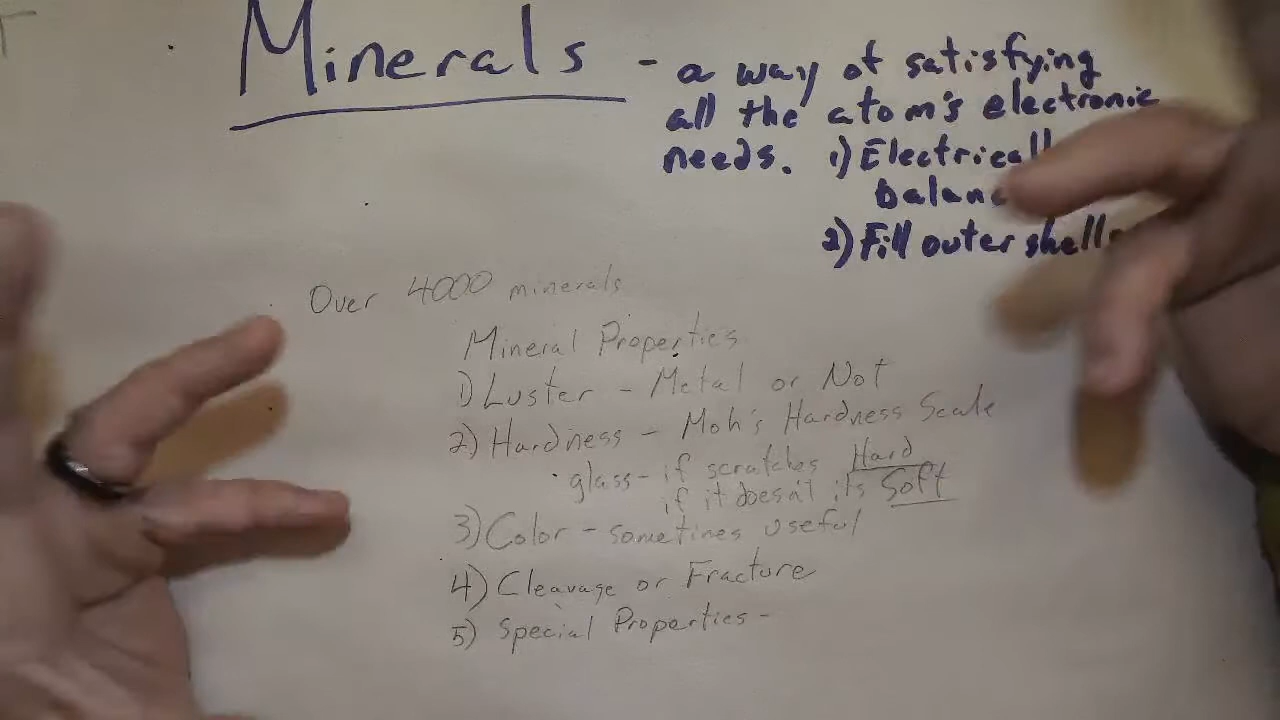 Minerals - a way of satisfying
all the atom's electronic
needs. 1) Electricall
balanc
2) Fill outer shells
Over 4000 minerals
Mineral Properties
1) Luster - Metal or Not
2) Hardness - Moh's Hardness Scale
· glass - if scratches Hard
if it doesn't its Soft
3) Color - sometimes useful
4) Cleavage or Fracture
5) Special Properties -